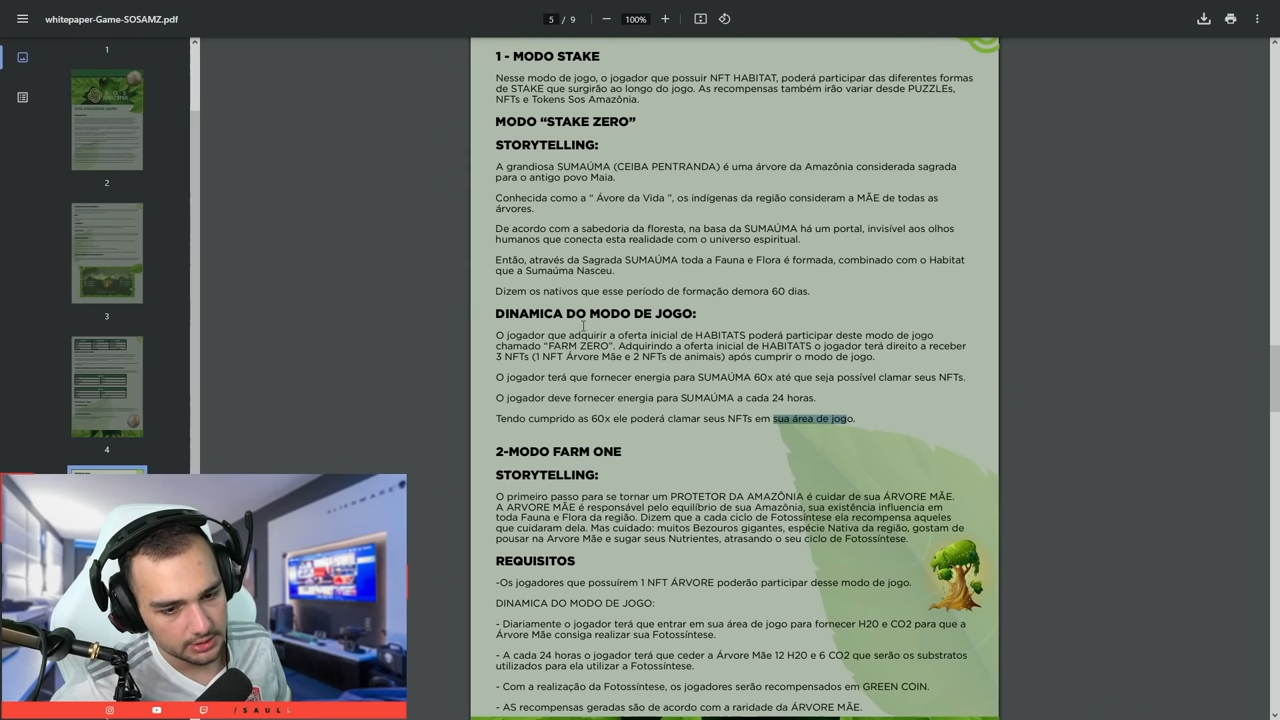 whitepaper-Game-SOSAMZ.pdf
5 / 9
100%
1
2
3
4
1 - MODO STAKE
Nesse modo de jogo, o jogador que possuir NFT HABITAT, poderá participar das diferentes formas
de STAKE que surgirão ao longo do jogo. As recompensas também irão variar desde PUZZLEs,
NFTs e Tokens Sos Amazônia.
MODO “STAKE ZERO”
STORYTELLING:
A grandiosa SUMAÚMA (CEIBA PENTRANDA) é uma árvore da Amazônia considerada sagrada
para o antigo povo Maia.
Conhecida como a “ Ávore da Vida ”, os indígenas da região consideram a MÃE de todas as
árvores.
De acordo com a sabedoria da floresta, na basa da SUMAÚMA há um portal, invisível aos olhos
humanos que conecta esta realidade com o universo espiritual.
Então, através da Sagrada SUMAÚMA toda a Fauna e Flora é formada, combinado com o Habitat
que a Sumaúma Nasceu.
Dizem os nativos que esse período de formação demora 60 dias.
DINAMICA DO MODO DE JOGO:
O jogador que adquirir a oferta inicial de HABITATS poderá participar deste modo de jogo
chamado “FARM ZERO”. Adquirindo a oferta inicial de HABITATS o jogador terá direito a receber
3 NFTs (1 NFT Árvore Mãe e 2 NFTs de animais) após cumprir o modo de jogo.
O jogador terá que fornecer energia para SUMAÚMA 60x até que seja possível clamar seus NFTs.
O jogador deve fornecer energia para SUMAÚMA a cada 24 horas.
Tendo cumprido as 60x ele poderá clamar seus NFTs em sua área de jogo.
2-MODO FARM ONE
STORYTELLING:
O primeiro passo para se tornar um PROTETOR DA AMAZÔNIA é cuidar de sua ÁRVORE MÃE.
A ARVORE MÃE é responsável pelo equilíbrio de sua Amazônia, sua existência influencia em
toda Fauna e Flora da região. Dizem que a cada ciclo de Fotossíntese ela recompensa aqueles
que cuidaram dela. Mas cuidado: muitos Bezouros gigantes, espécie Nativa da região, gostam de
pousar na Arvore Mãe e sugar seus Nutrientes, atrasando o seu ciclo de Fotossíntese.
REQUISITOS
-Os jogadores que possuírem 1 NFT ÁRVORE poderão participar desse modo de jogo.
DINAMICA DO MODO DE JOGO:
- Diariamente o jogador terá que entrar em sua área de jogo para fornecer H20 e CO2 para que a
Árvore Mãe consiga realizar sua Fotossíntese.
- A cada 24 horas o jogador terá que ceder a Árvore Mãe 12 H20 e 6 CO2 que serão os substratos
utilizados para ela utilizar a Fotossíntese.
- Com a realização da Fotossíntese, os jogadores serão recompensados em GREEN COIN.
- AS recompensas geradas são de acordo com a raridade da ÁRVORE MÃE.
ALIENWARE
/ S A U L L